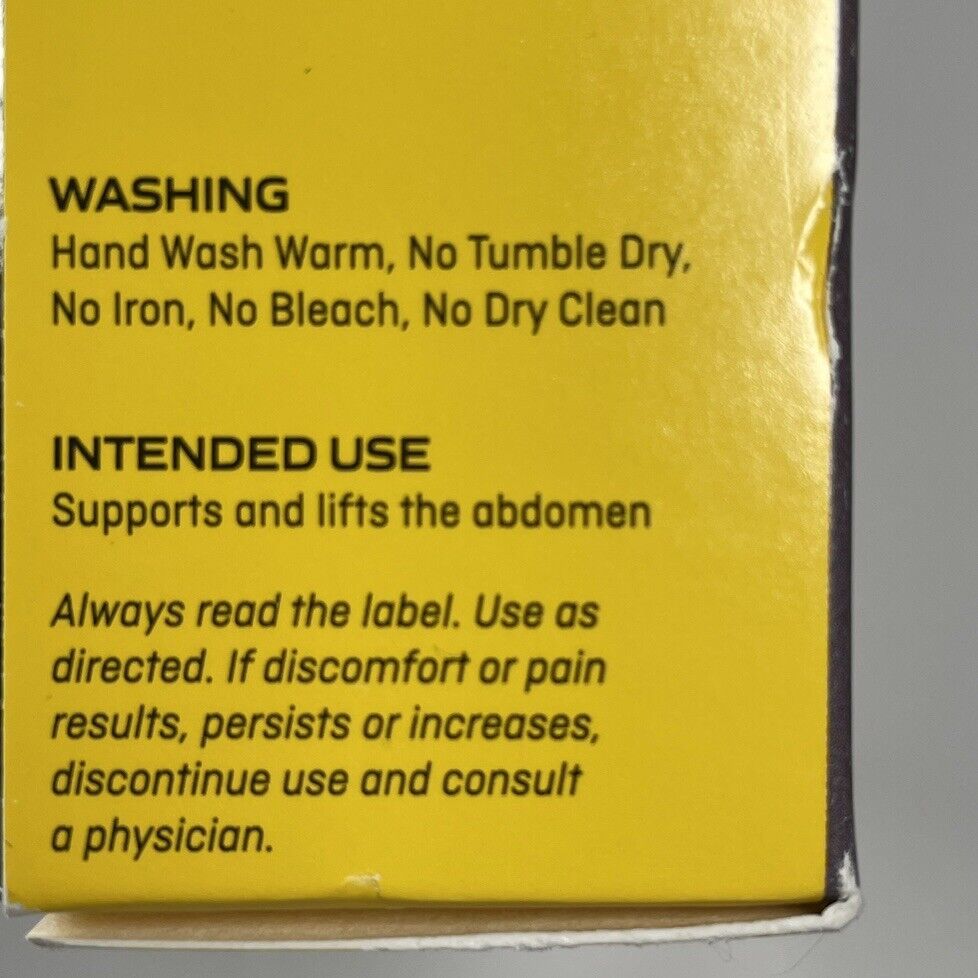 WASHING
Hand Wash Warm, No Tumble Dry,
No Iron, No Bleach, No Dry Clean
INTENDED USE
Supports and lifts the abdomen
Always read the label. Use as
directed. If discomfort or pain
results, persists or increases,
discontinue use and consult
a physician.